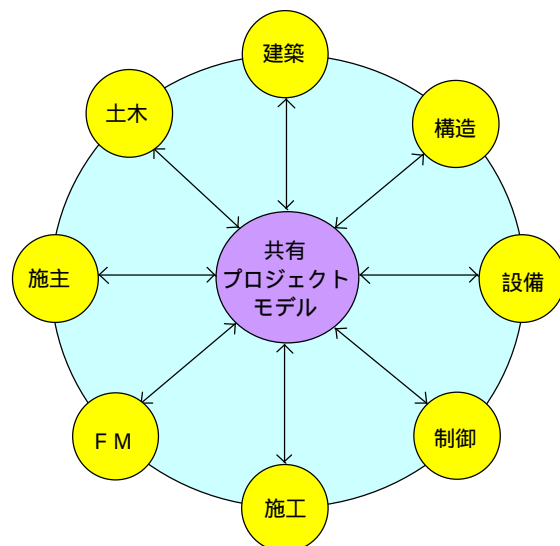 建築
土木
構造
共有
プロジェクト
モデル
施主
設備
ＦＭ
制御
施工